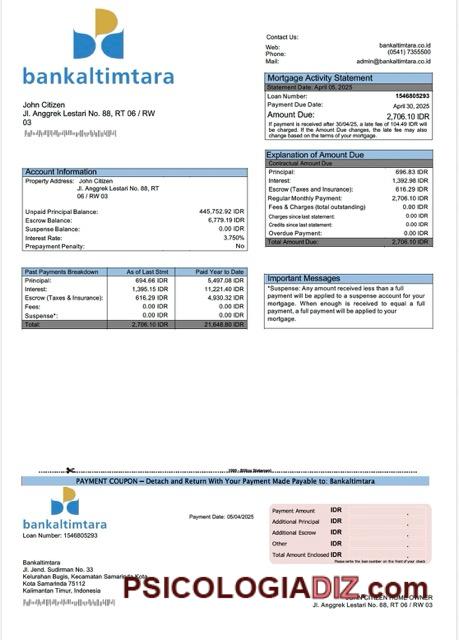 bankaltimtara
John Citizen
Jl. Anggrek Lestari No. 88, RT 06 / RW
03
Contact Us:
Web: bankaltimtara.co.id
Phone: (0541) 7355500
Mail: admin@bankaltimtara.co.id
Mortgage Activity Statement
Statement Date: April 05, 2025
Loan Number: 1546805293
Payment Due Date: April 30, 2025
Amount Due: 2,706.10 IDR
If payment is received after 30/04/25, a late fee of 104.49 IDR will
be charged. If the Amount Due changes, the late fee may also
change based on the terms of your mortgage.
Explanation of Amount Due
Contractual Amount Due
Principal: 696.83 IDR
Interest: 1,392.98 IDR
Escrow (Taxes and Insurance): 616.29 IDR
Regular Monthly Payment: 2,706.10 IDR
Fees & Charges (total outstanding) 0.00 IDR
Charges since last statement: 0.00 IDR
Credits since last statement: 0.00 IDR
Overdue Payment: 0.00 IDR
Total Amount Due: 2,706.10 IDR
Account Information
Property Address: John Citizen
Jl. Anggrek Lestari No. 88, RT
06 / RW 03
Unpaid Principal Balance: 445,752.92 IDR
Escrow Balance: 6,779.19 IDR
Suspense Balance: 0.00 IDR
Interest Rate: 3.750%
Prepayment Penalty: No
Past Payments Breakdown As of Last Stmt Paid Year to Date
Principal: 694.66 IDR 5,497.08 IDR
Interest: 1,395.15 IDR 11,221.40 IDR
Escrow (Taxes & Insurance): 616.29 IDR 4,930.32 IDR
Fees: 0.00 IDR 0.00 IDR
Suspense*: 0.00 IDR 0.00 IDR
Total: 2,706.10 IDR 21,648.80 IDR
Important Messages
*Suspense: Any amount received less than a full
payment will be applied to a suspense account for your
mortgage. When enough is received to equal a full
payment, a full payment will be applied to your
mortgage.
PAYMENT COUPON – Detach and Return With Your Payment Made Payable to: Bankaltimtara
bankaltimtara
Loan Number: 1546805293
Payment Date: 05/04/2025
Payment Amount IDR .
Additional Principal IDR .
Additional Escrow IDR .
Other IDR .
Total Amount Enclosed IDR .
Please write the loan number on the front of your check
Bankaltimtara
Jl. Jend. Sudirman No. 33
Kelurahan Bugis, Kecamatan Samarinda Kota
Kota Samarinda 75112
Kalimantan Timur, Indonesia
PSICOLOGIADIZ.com
JOHN CITIZEN HOME OWNER
Jl. Anggrek Lestari No. 88, RT 06 / RW 03